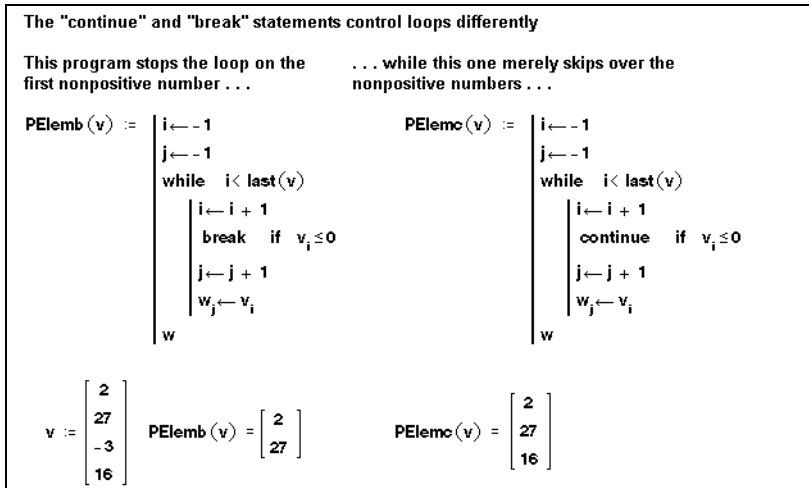 The "continue" and "break" statements control loops differently
This program stops the loop on the
first nonpositive number . . .
. . . while this one merely skips over the
nonpositive numbers . . .
PElemb(v) := i← -1
j← -1
while i< last(v)
i← i + 1
break if v_i ≤0
j← j + 1
w_j← v_i
w
PElemc(v) := i← -1
j← -1
while i< last(v)
i← i + 1
continue if v_i ≤0
j← j + 1
w_j← v_i
w
v := [2 27 -3 16]
PElemb(v) = [2 27]
PElemc(v) = [2 27 16]